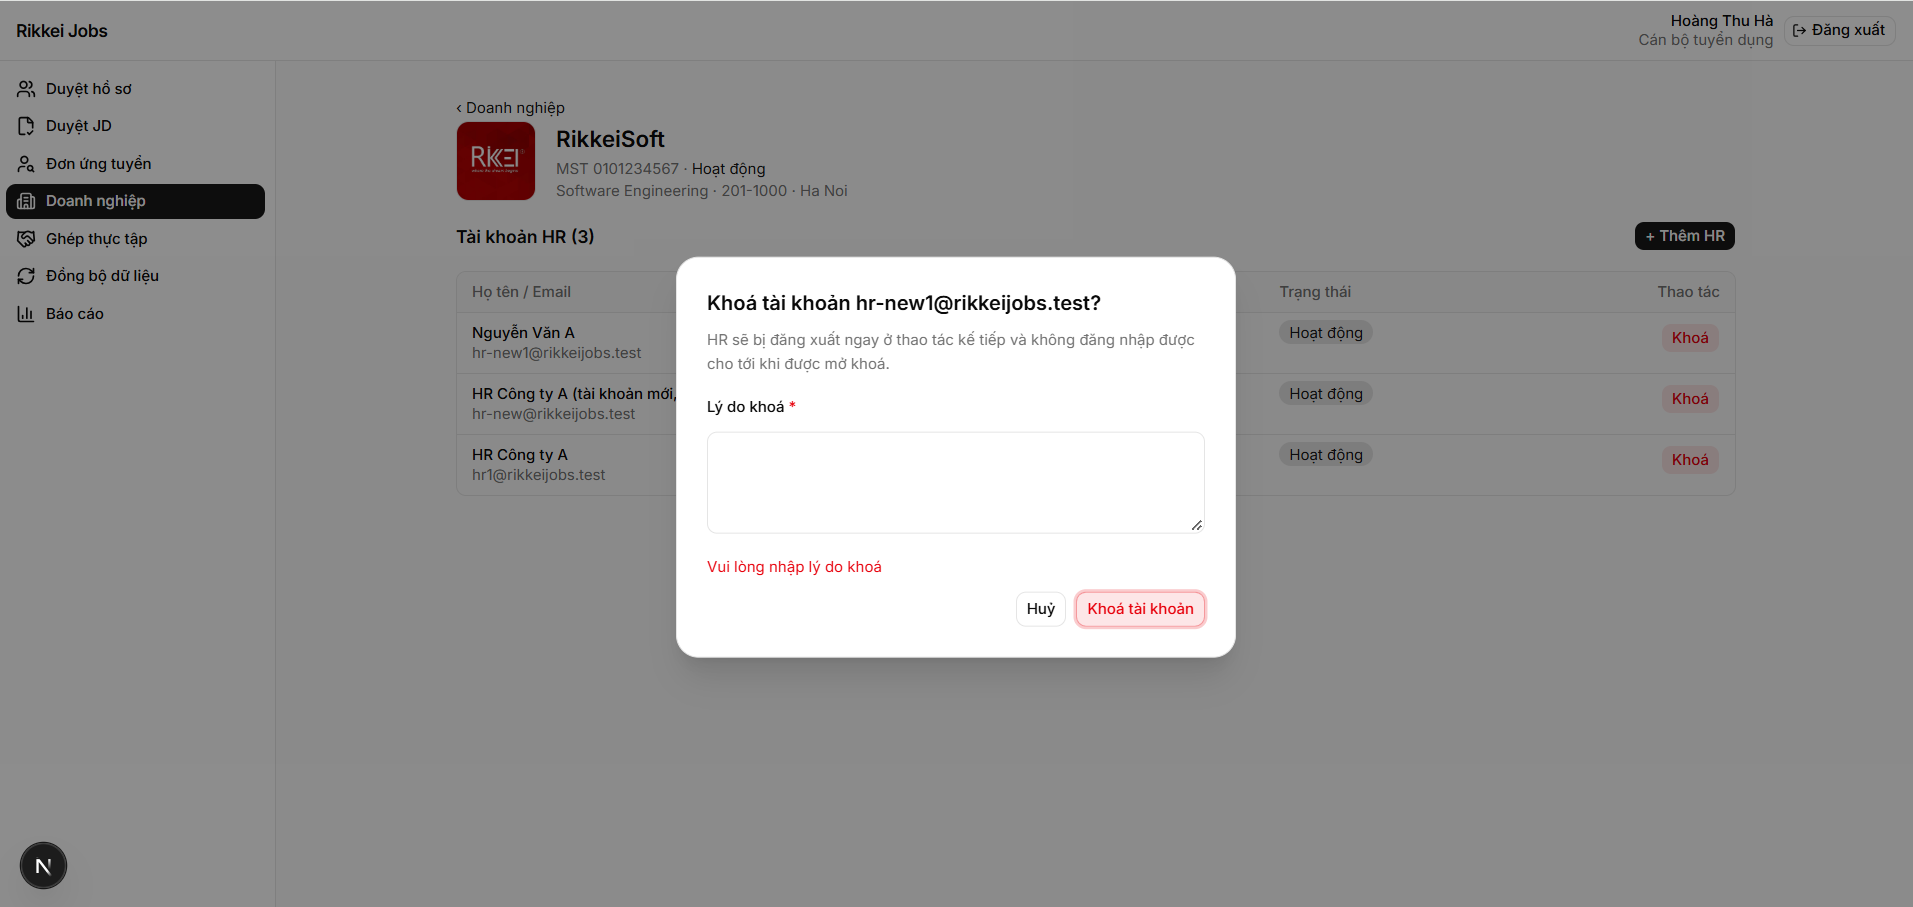 Rikkei Jobs
Hoàng Thu Hà
Cán bộ tuyển dụng
Đăng xuất
Duyệt hồ sơ
Duyệt JD
Đơn ứng tuyển
Doanh nghiệp
Ghép thực tập
Đồng bộ dữ liệu
Báo cáo
‹ Doanh nghiệp
RIKKEI
RikkeiSoft
MST 0101234567 · Hoạt động
Software Engineering · 201-1000 · Ha Noi
Tài khoản HR (3)
+ Thêm HR
Họ tên / Email
Trạng thái
Thao tác
Nguyễn Văn A
hr-new1@rikkeijobs.test
Hoạt động
Khoá
HR Công ty A (tài khoản mới,
hr-new@rikkeijobs.test
Hoạt động
Khoá
HR Công ty A
hr1@rikkeijobs.test
Hoạt động
Khoá
Khoá tài khoản hr-new1@rikkeijobs.test?
HR sẽ bị đăng xuất ngay ở thao tác kế tiếp và không đăng nhập được
cho tới khi được mở khoá.
Lý do khoá *
Vui lòng nhập lý do khoá
Huỷ
Khoá tài khoản
N